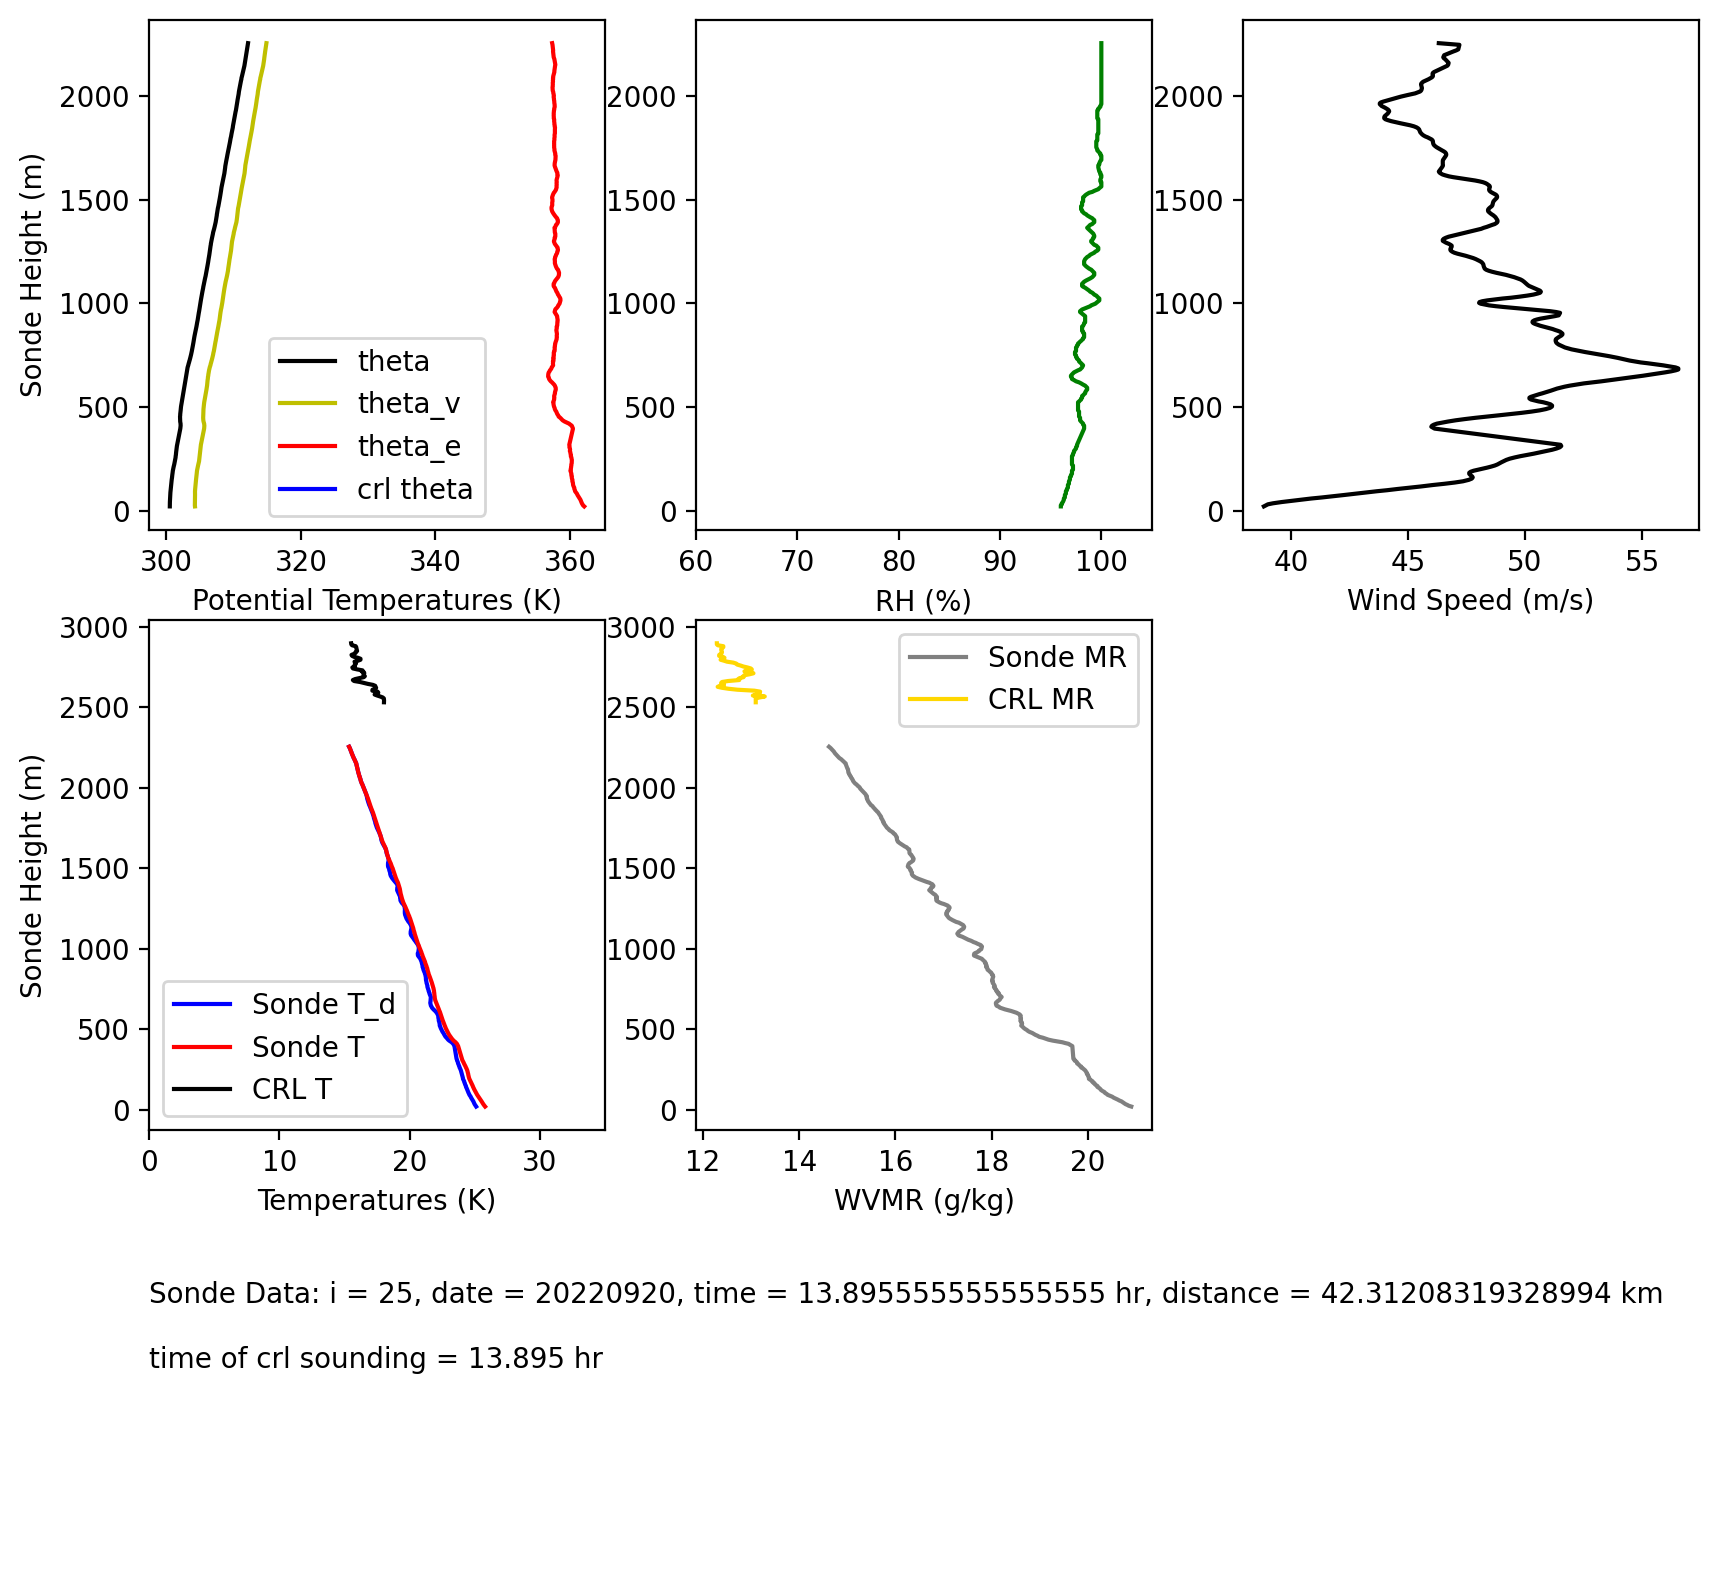 2000
1500
1000
500
0
Sonde Height (m)
theta
theta_v
theta_e
crl theta
300 320 340 360
Potential Temperatures (K)
2000
1500
1000
500
0
60 70 80 90 100
RH (%)
2000
1500
1000
500
0
40 45 50 55
Wind Speed (m/s)
3000
2500
2000
1500
1000
500
0
Sonde Height (m)
Sonde T_d
Sonde T
CRL T
0 10 20 30
Temperatures (K)
3000
2500
2000
1500
1000
500
0
Sonde MR
CRL MR
12 14 16 18 20
WVMR (g/kg)
Sonde Data: i = 25, date = 20220920, time = 13.895555555555555 hr, distance = 42.31208319328994 km
time of crl sounding = 13.895 hr